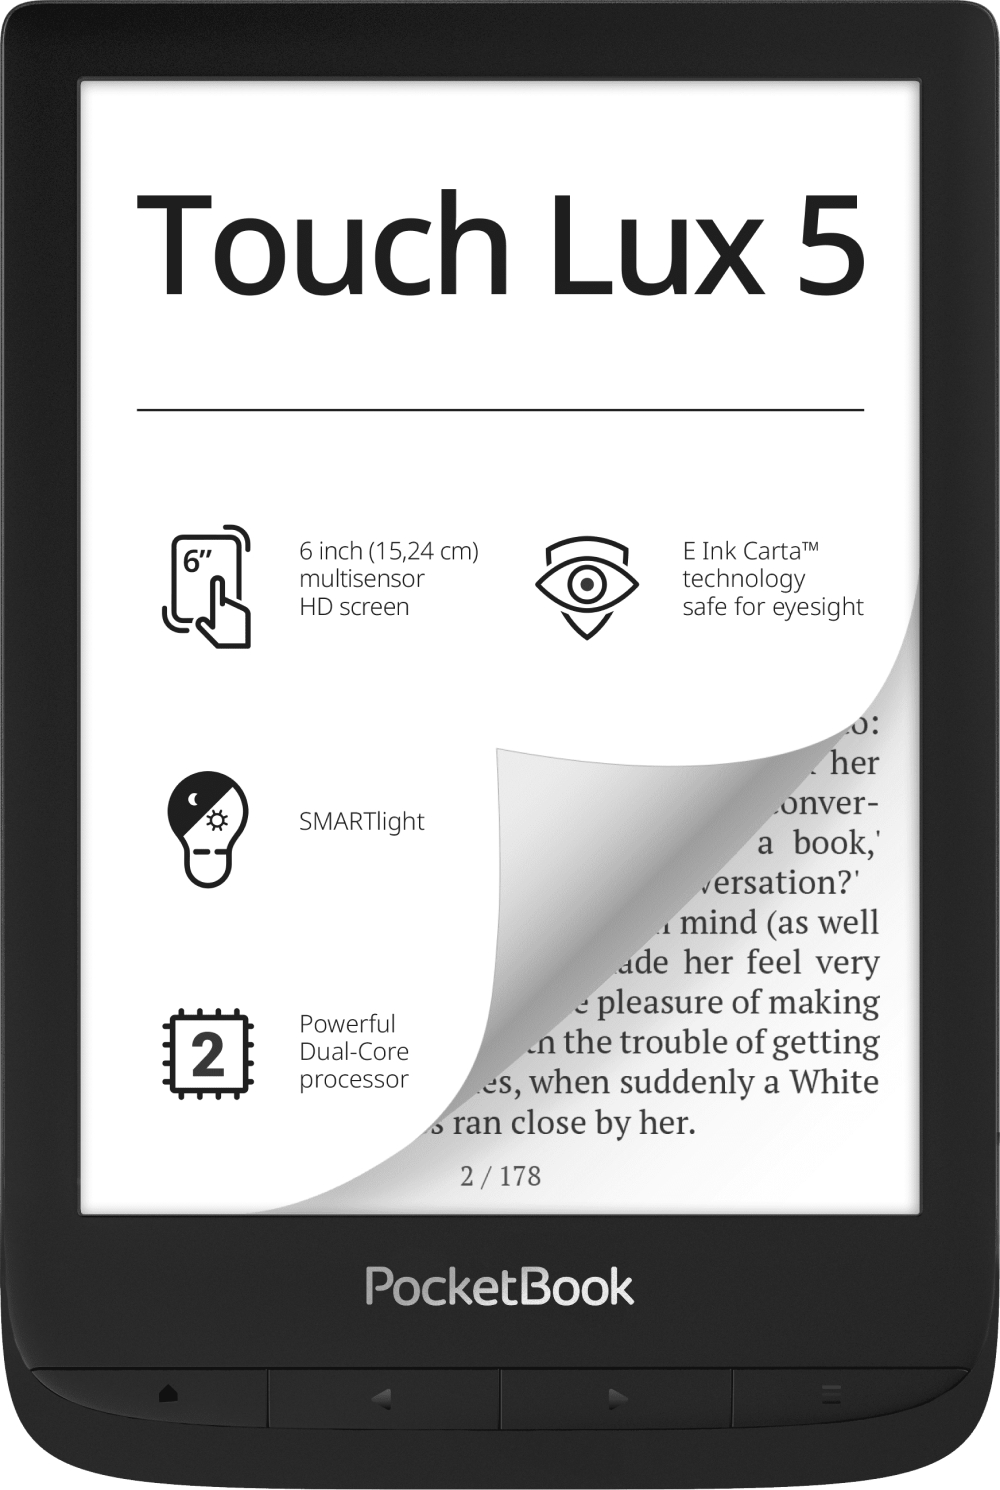 Touch Lux 5
6”
6 inch (15,24 cm)
multisensor
HD screen
E Ink Carta™
technology
safe for eyesight
SMARTlight
2
Powerful
Dual-Core
processor
her
a book,'
mind (as well
her feel very
pleasure of making
the trouble of getting
when suddenly a White
ran close by her.
2 / 178
PocketBook